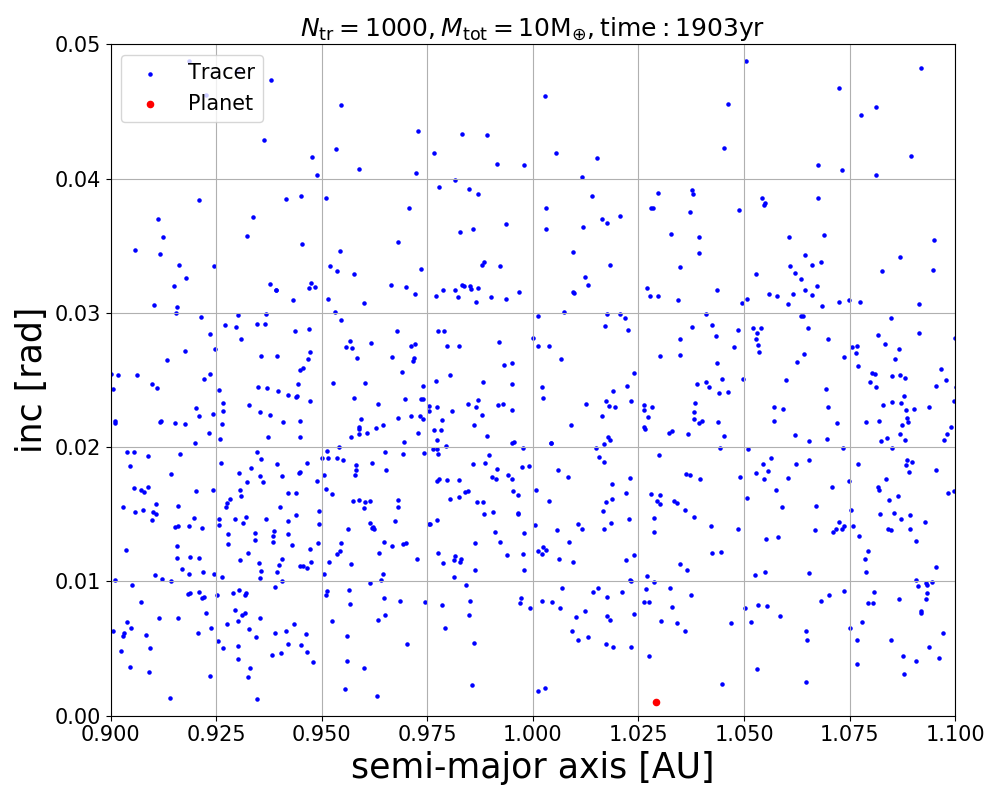 N_tr = 1000, M_tot = 10M_⊕, time : 1903yr
0.05
Tracer
Planet
0.04
0.03
0.02
0.01
0.00
inc [rad]
0.900 0.925 0.950 0.975 1.000 1.025 1.050 1.075 1.100
semi-major axis [AU]